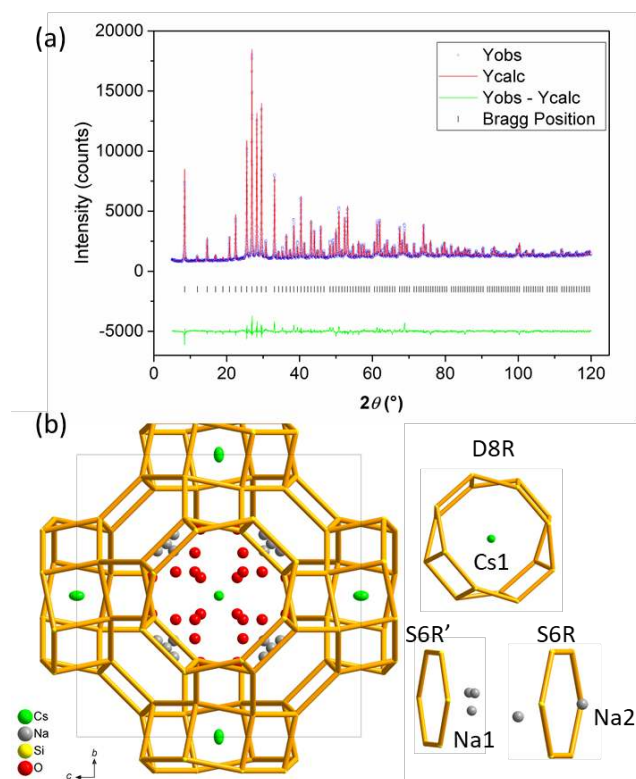 (a)
20000
15000
10000
5000
0
-5000
Intensity (counts)
Yobs
Ycalc
Yobs - Ycalc
Bragg Position
0 20 40 60 80 100 120
2θ (°)
(b)
D8R
Cs1
S6R’
S6R
Na1
Na2
Cs
Na
Si
O
b
c